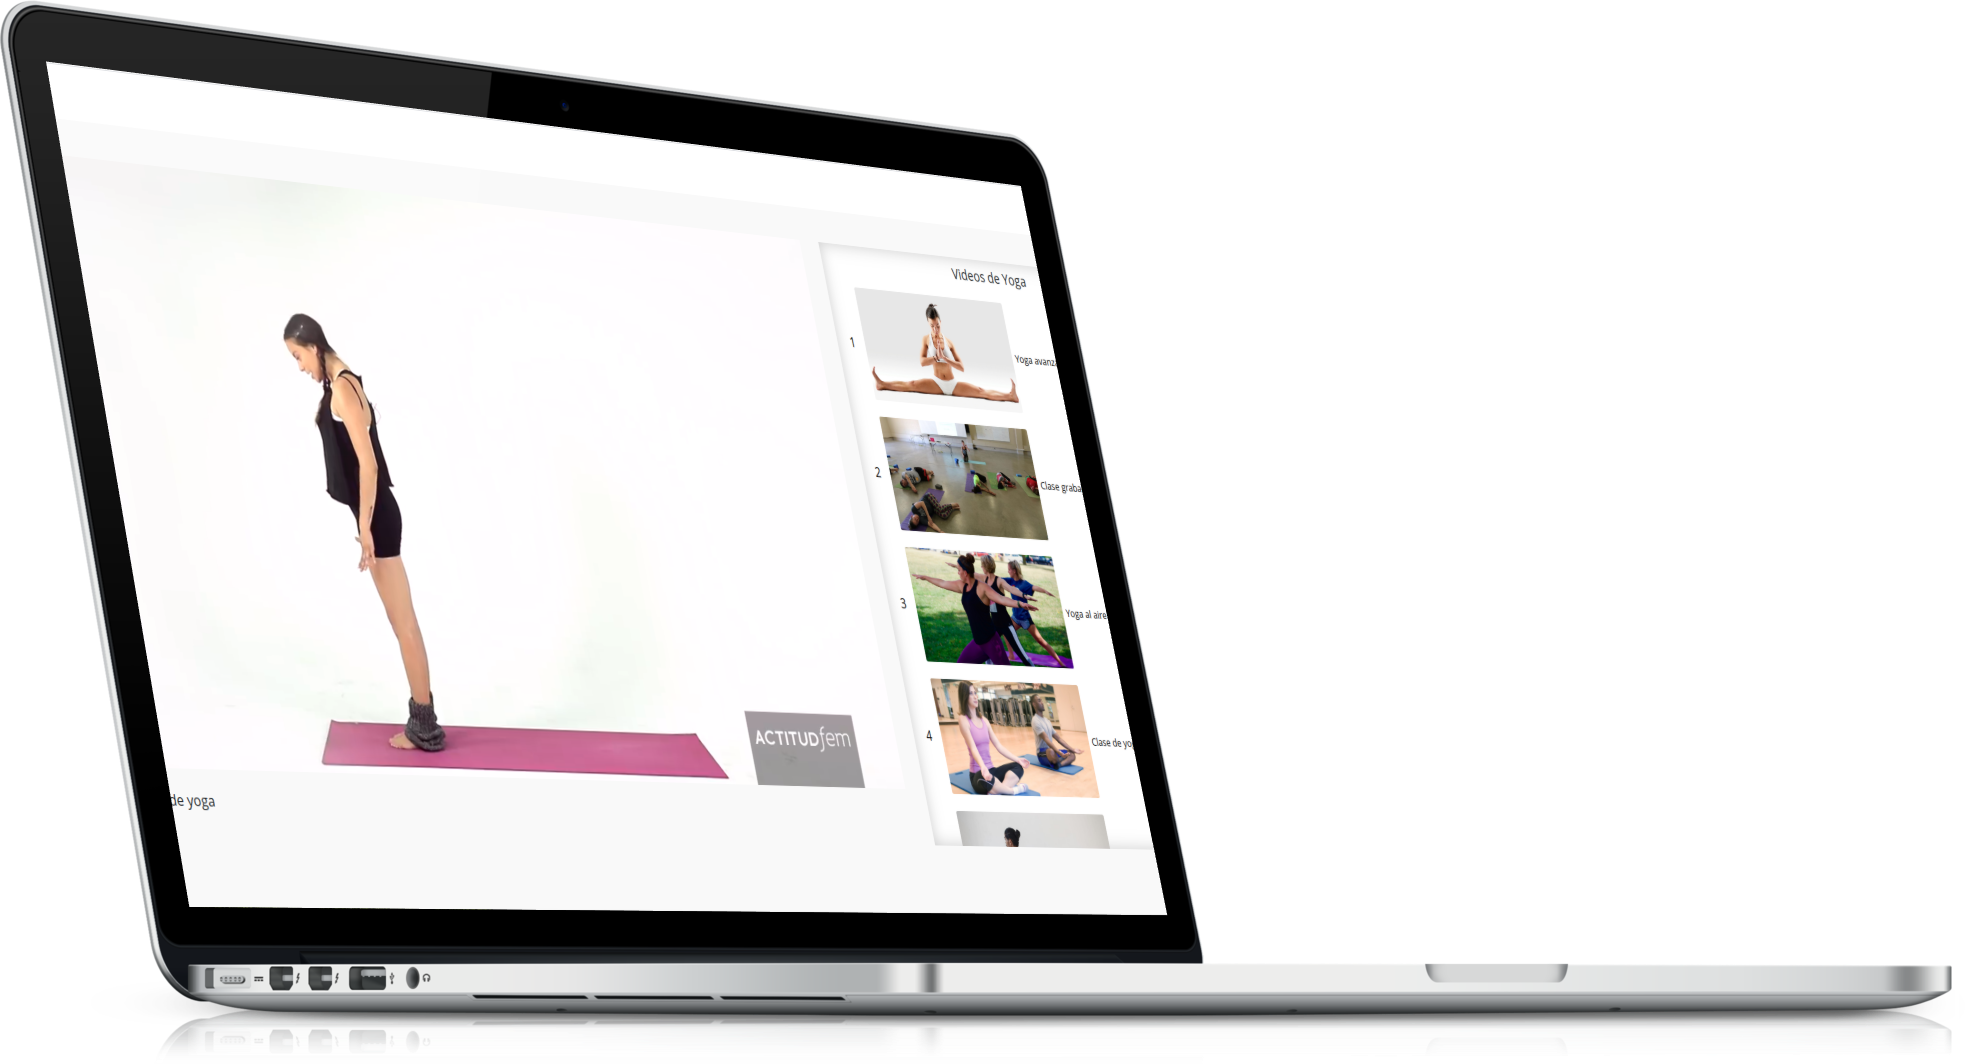 Videos de Yoga
1
Yoga avanz
2
Clase graba
3
Yoga al aire
4
Clase de yo
ACTITUDfem
de yoga